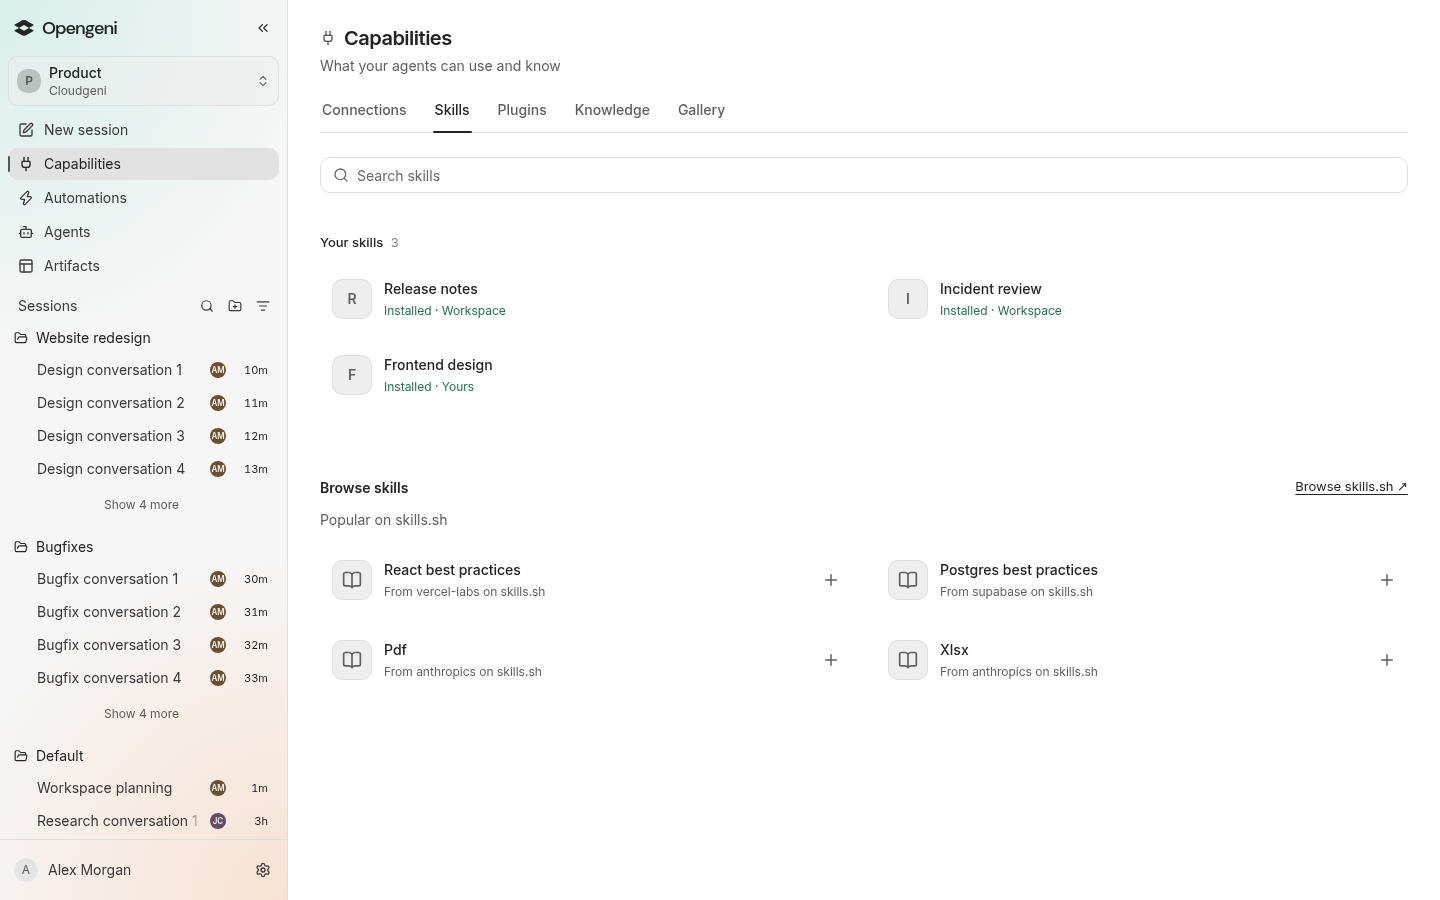 Opengeni
P
Product
Cloudgeni
New session
Capabilities
Automations
Agents
Artifacts
Sessions
Website redesign
Design conversation 1 AM 10m
Design conversation 2 AM 11m
Design conversation 3 AM 12m
Design conversation 4 AM 13m
Show 4 more
Bugfixes
Bugfix conversation 1 AM 30m
Bugfix conversation 2 AM 31m
Bugfix conversation 3 AM 32m
Bugfix conversation 4 AM 33m
Show 4 more
Default
Workspace planning AM 1m
Research conversation 1 JC 3h
A Alex Morgan
Capabilities
What your agents can use and know
Connections Skills Plugins Knowledge Gallery
Search skills
Your skills 3
R
Release notes
Installed · Workspace
I
Incident review
Installed · Workspace
F
Frontend design
Installed · Yours
Browse skills
Browse skills.sh ↗
Popular on skills.sh
React best practices
From vercel-labs on skills.sh
Postgres best practices
From supabase on skills.sh
Pdf
From anthropics on skills.sh
Xlsx
From anthropics on skills.sh